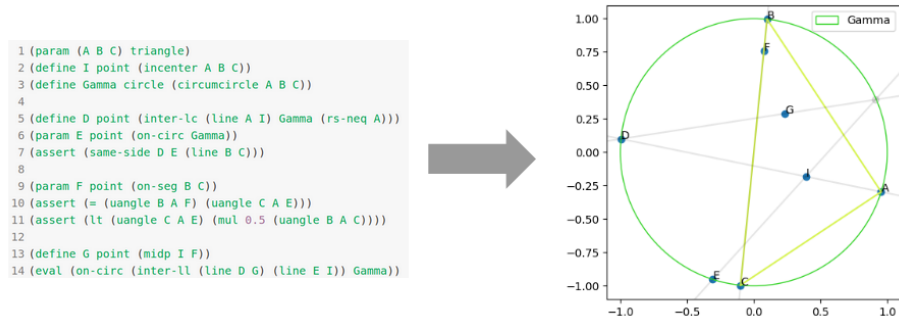 1 (param (A B C) triangle)
2 (define I point (incenter A B C))
3 (define Gamma circle (circumcircle A B C))
4
5 (define D point (inter-lc (line A I) Gamma (rs-neq A)))
6 (param E point (on-circ Gamma))
7 (assert (same-side D E (line B C)))
8
9 (param F point (on-seg B C))
10 (assert (= (uangle B A F) (uangle C A E)))
11 (assert (lt (uangle C A E) (mul 0.5 (uangle B A C))))
12
13 (define G point (midp I F))
14 (eval (on-circ (inter-ll (line D G) (line E I)) Gamma))
Gamma
1.00
0.75
0.50
0.25
0.00
-0.25
-0.50
-0.75
-1.00
-1.0
-0.5
0.0
0.5
1.0
B
F
G
D
I
A
E
C